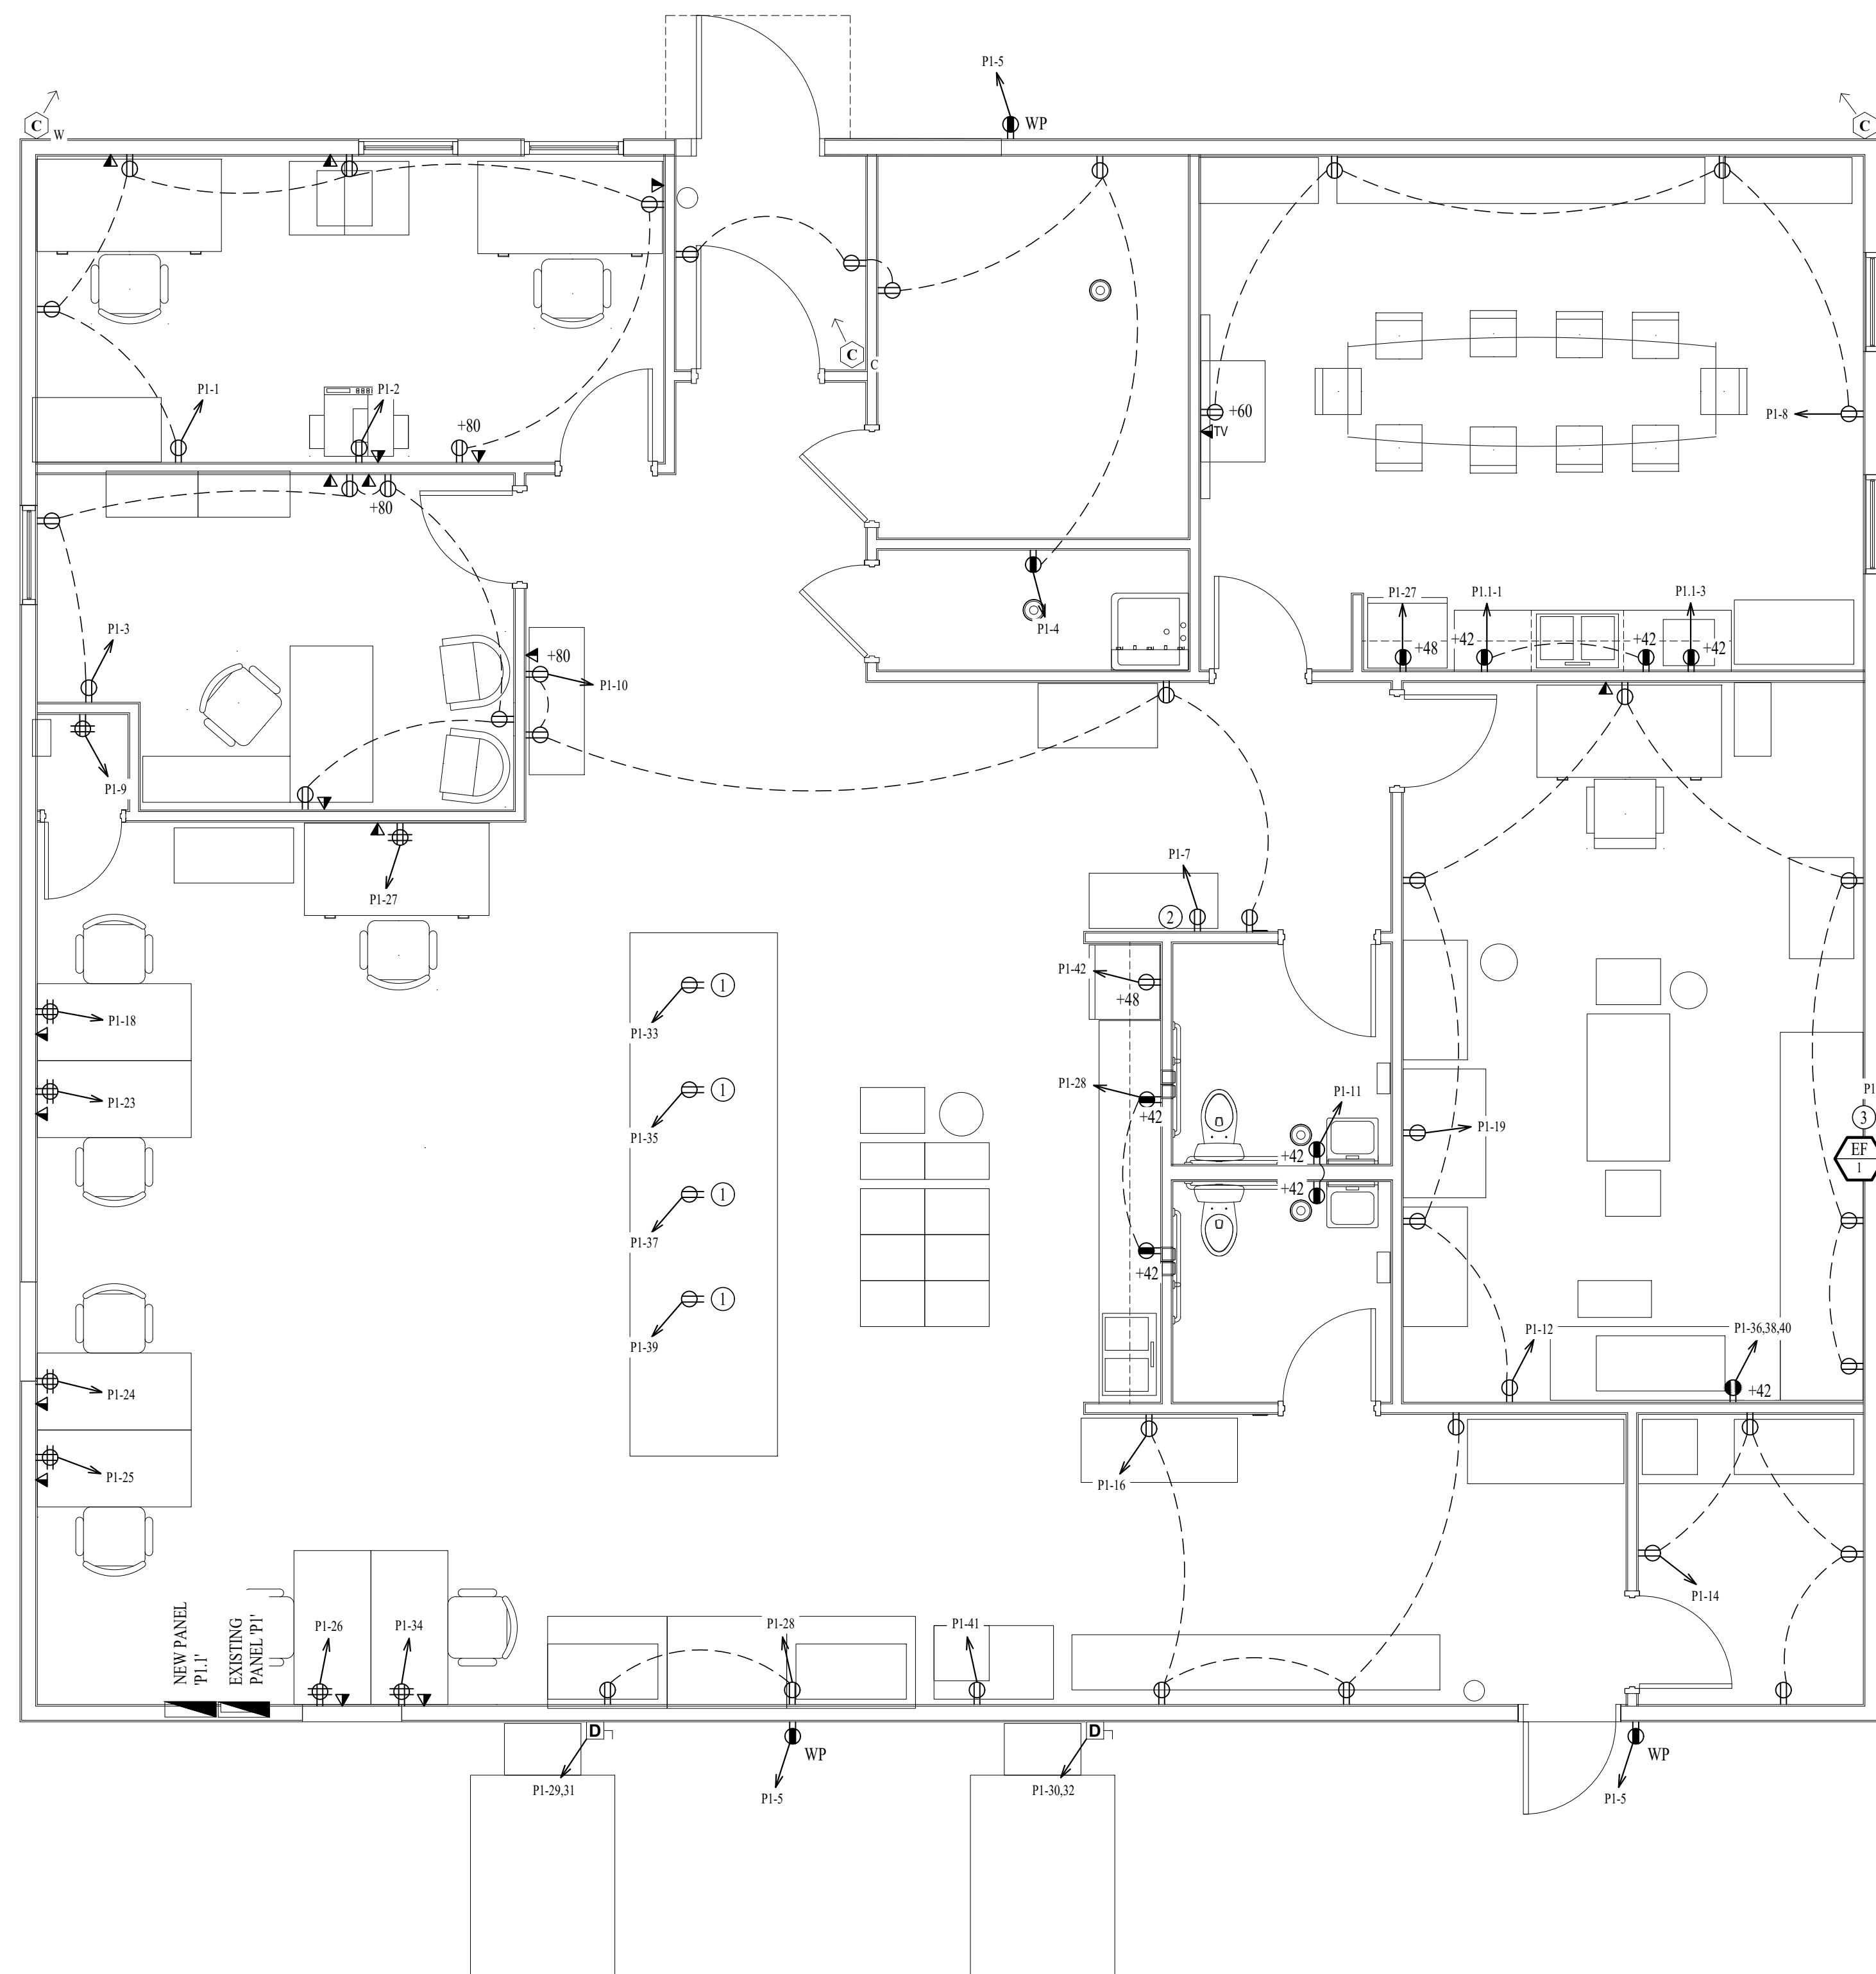 P1-5
WP
C
W
C
P1-1
P1-2
+80
C
C
+60
TV
P1-8
+80
P1-3
P1-4
P1-27
+48
+42
P1.1-1
+42
P1.1-3
+42
+80
P1-10
P1-9
P1-27
P1-7
2
P1-42
+48
P1-18
P1-23
P1-33
1
P1-35
1
P1-37
1
P1-39
1
P1-28
+42
P1-11
+42
+42
+42
P1-19
P1
3
EF
1
P1-12
P1-36,38,40
+42
P1-24
P1-25
P1-16
P1-14
NEW PANEL
'P1.1'
EXISTING
PANEL 'P1'
P1-26
P1-34
P1-28
P1-41
D
P1-29,31
WP
P1-5
D
P1-30,32
WP
P1-5